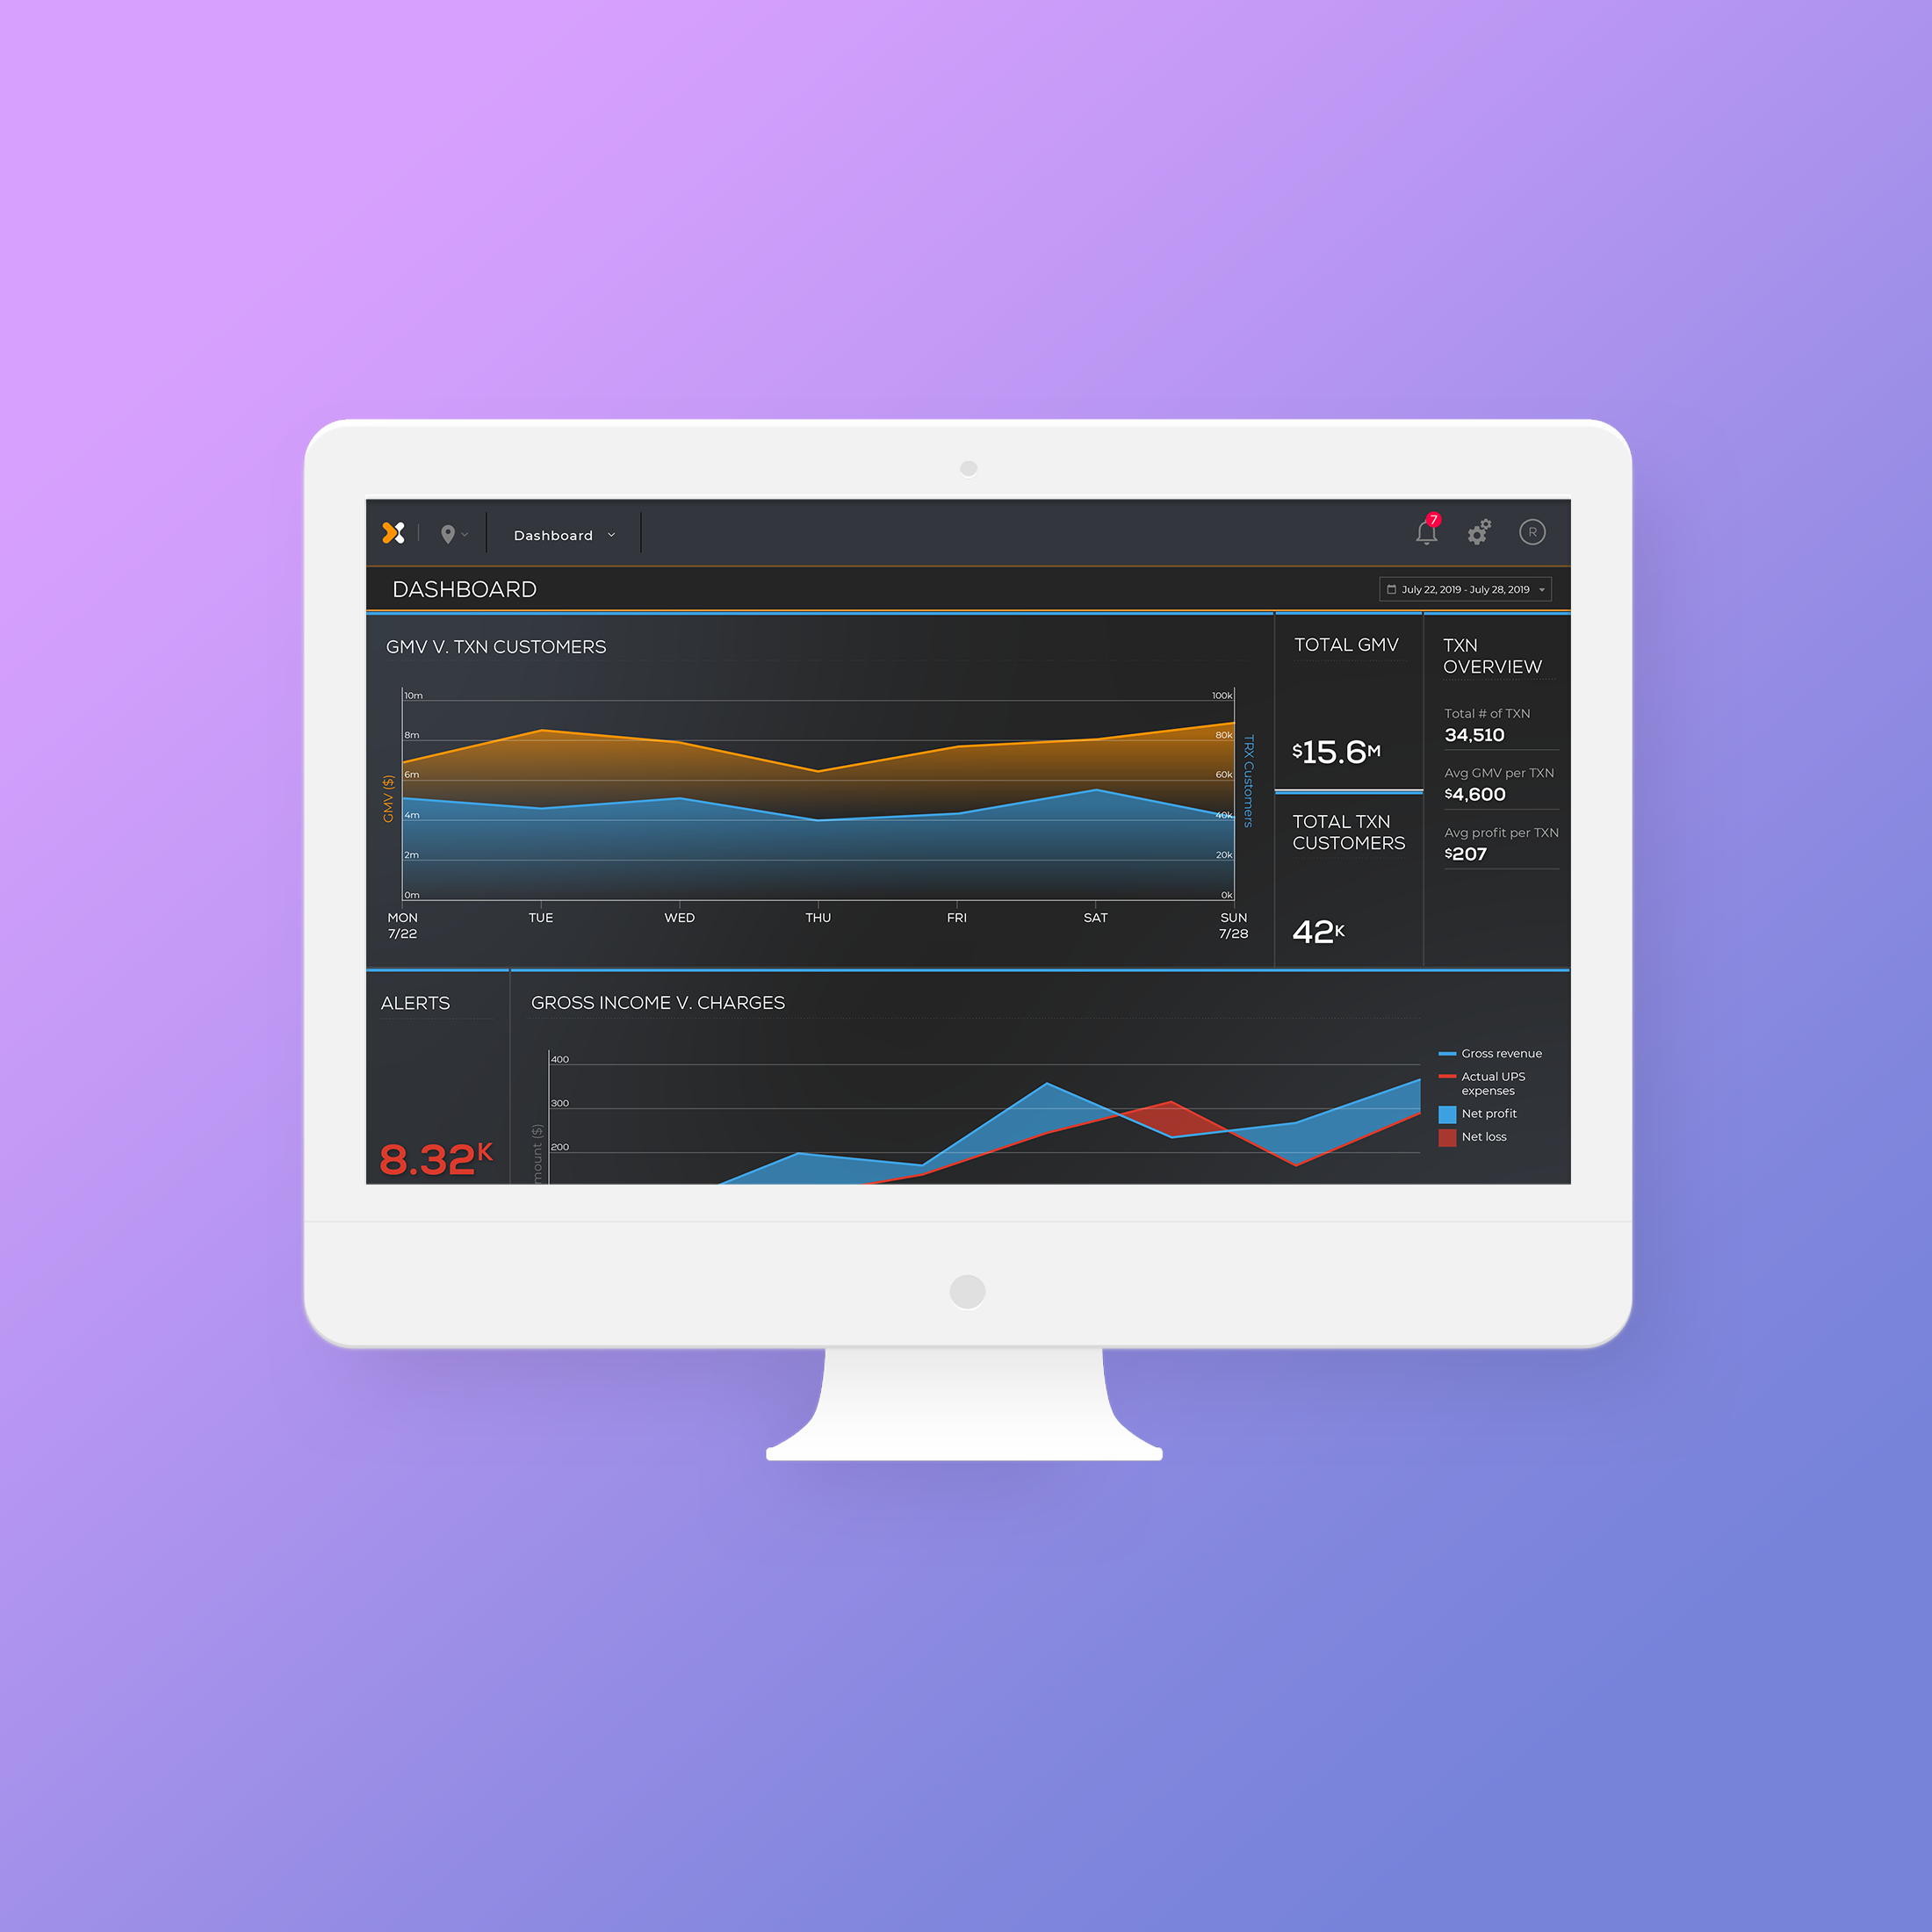 7
R
Dashboard
DASHBOARD
July 22, 2019 - July 28, 2019
GMV V. TXN CUSTOMERS
10m
8m
6m
4m
2m
0m
GMV ($)
100k
80k
60k
40k
20k
0k
TRX Customers
MON
7/22
TUE
WED
THU
FRI
SAT
SUN
7/28
TOTAL GMV
$15.6M
TOTAL TXN
CUSTOMERS
42K
TXN
OVERVIEW
Total # of TXN
34,510
Avg GMV per TXN
$4,600
Avg profit per TXN
$207
ALERTS
8.32K
GROSS INCOME V. CHARGES
400
300
200
mount ($)
Gross revenue
Actual UPS
expenses
Net profit
Net loss